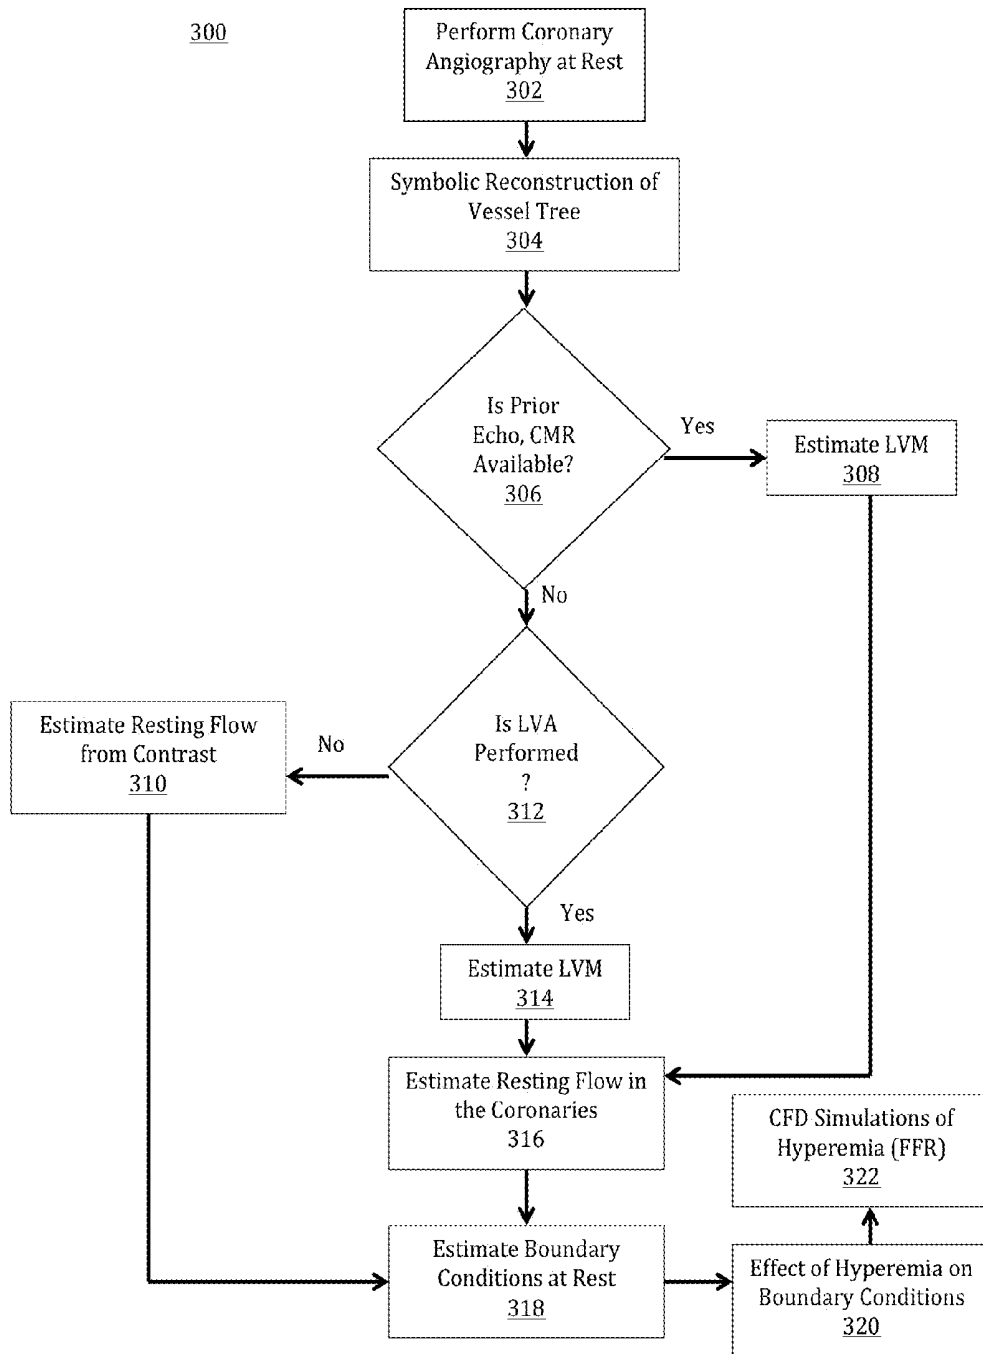 300
Perform Coronary
Angiography at Rest
302
Symbolic Reconstruction of
Vessel Tree
304
Is Prior
Echo, CMR
Available?
306
Yes
Estimate LVM
308
No
Estimate Resting Flow
from Contrast
310
No
Is LVA
Performed
?
312
Yes
Estimate LVM
314
Estimate Resting Flow in
the Coronaries
316
CFD Simulations of
Hyperemia (FFR)
322
Estimate Boundary
Conditions at Rest
318
Effect of Hyperemia on
Boundary Conditions
320